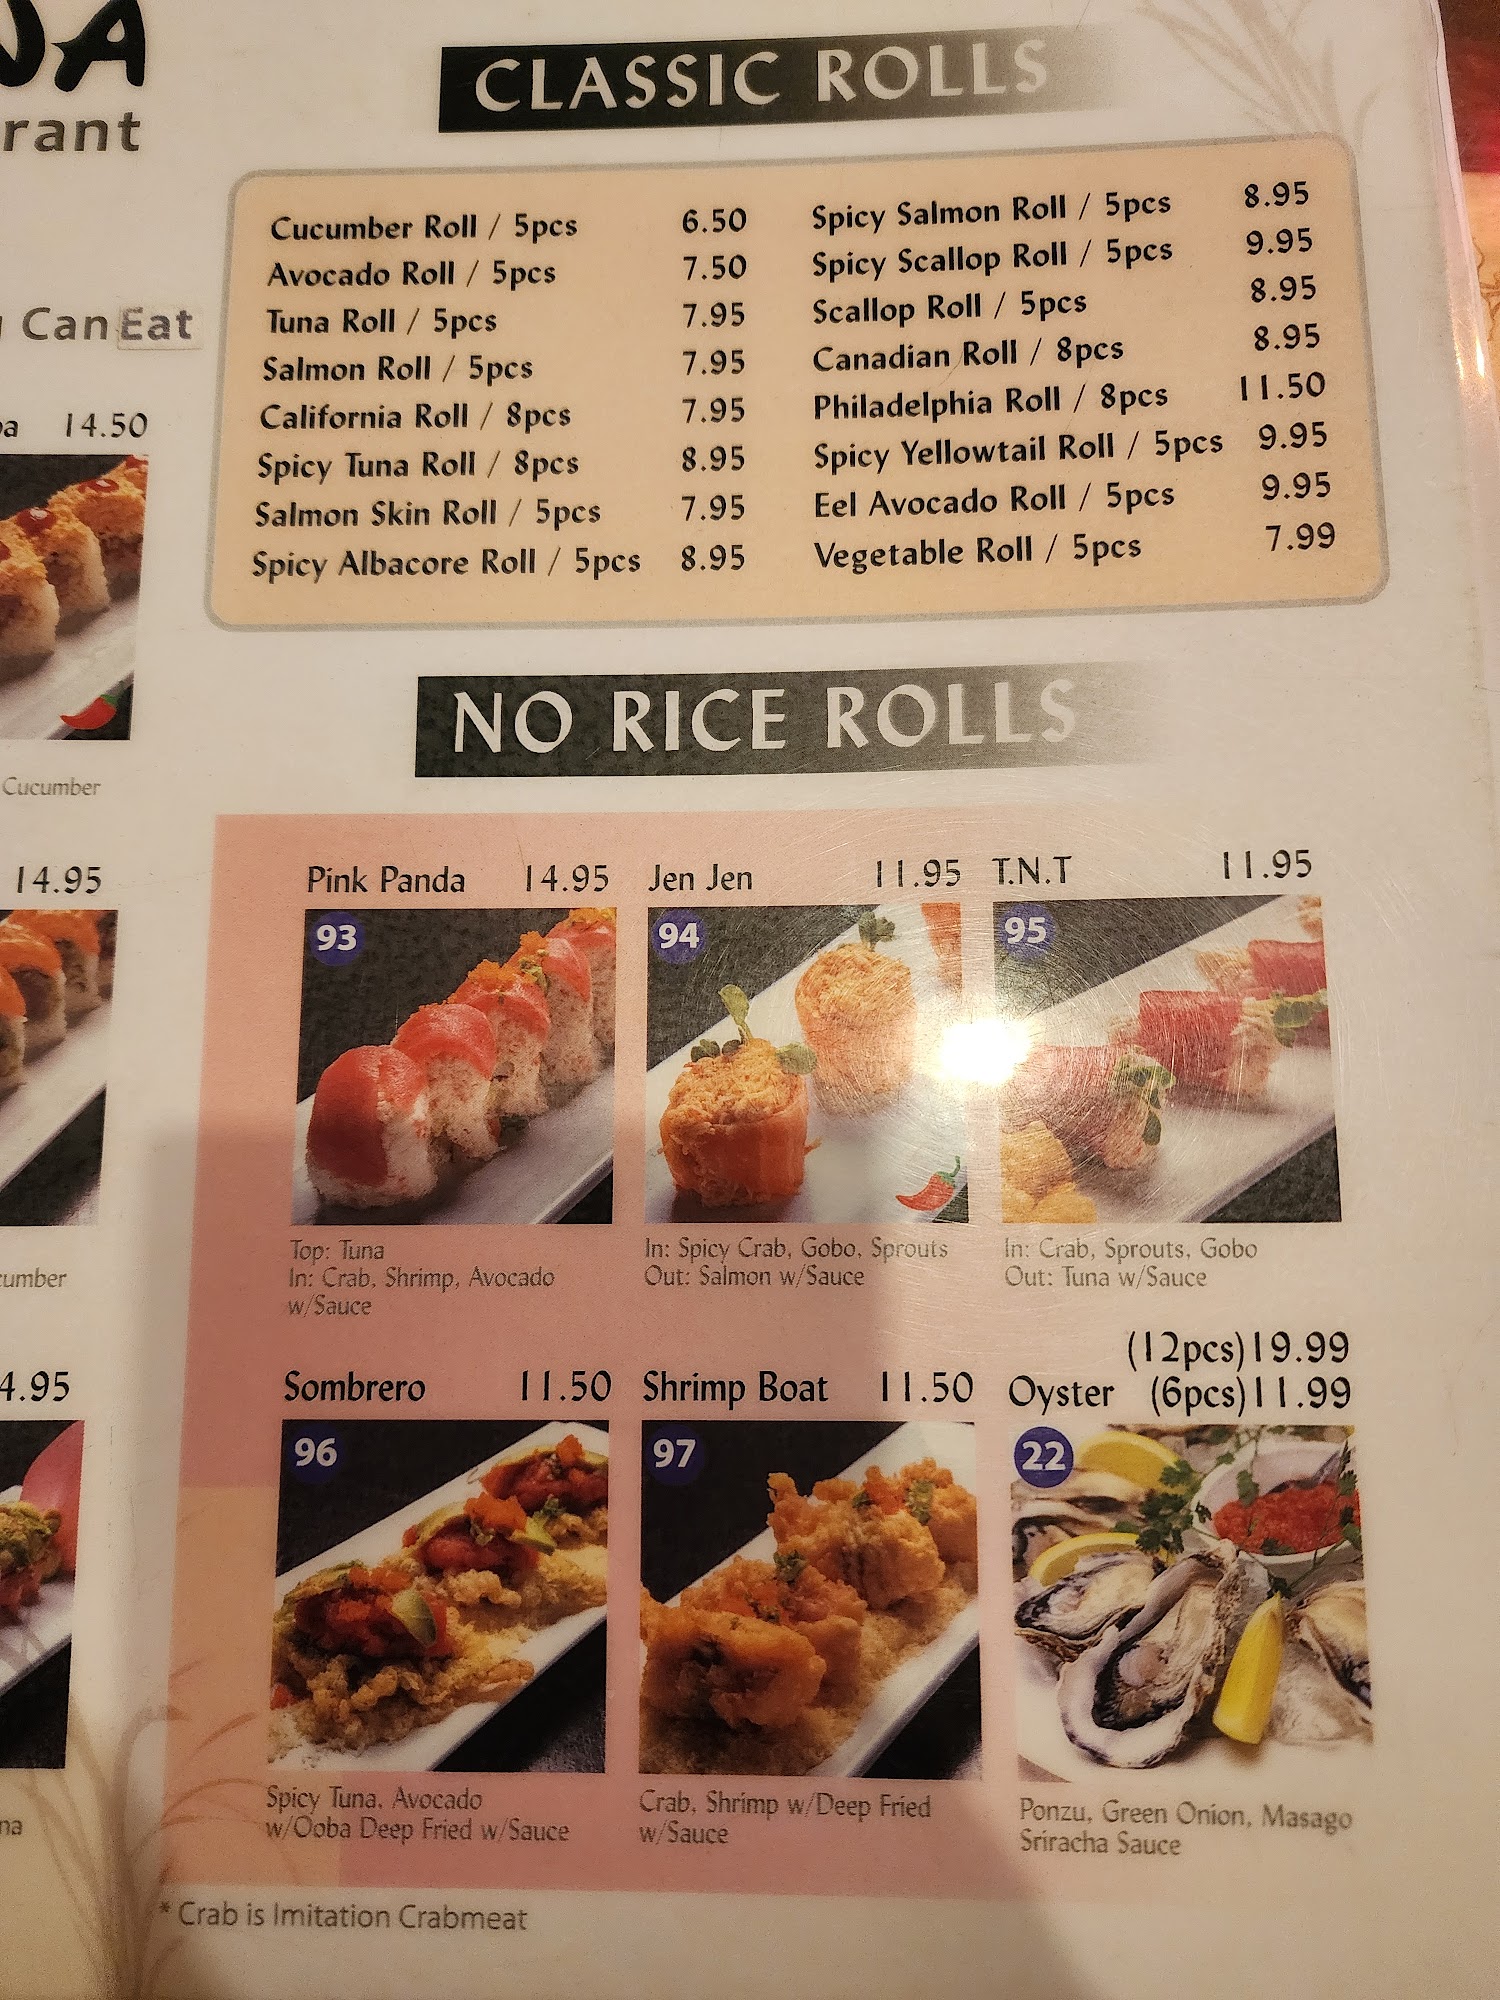 NA
rant
Can Eat
14.50
Cucumber
14.95
cumber
4.95
na
CLASSIC ROLLS
Cucumber Roll / 5pcs 6.50
Avocado Roll / 5pcs 7.50
Tuna Roll / 5pcs 7.95
Salmon Roll / 5pcs 7.95
California Roll / 8pcs 7.95
Spicy Tuna Roll / 8pcs 8.95
Salmon Skin Roll / 5pcs 7.95
Spicy Albacore Roll / 5pcs 8.95
Spicy Salmon Roll / 5pcs 8.95
Spicy Scallop Roll / 5pcs 9.95
Scallop Roll / 5pcs 8.95
Canadian Roll / 8pcs 8.95
Philadelphia Roll / 8pcs 11.50
Spicy Yellowtail Roll / 5pcs 9.95
Eel Avocado Roll / 5pcs 9.95
Vegetable Roll / 5pcs 7.99
NO RICE ROLLS
Pink Panda 14.95
93
Top: Tuna
In: Crab, Shrimp, Avocado
w/Sauce
Jen Jen 11.95
94
In: Spicy Crab, Gobo, Sprouts
Out: Salmon w/Sauce
T.N.T 11.95
95
In: Crab, Sprouts, Gobo
Out: Tuna w/Sauce
Sombrero 11.50
96
Spicy Tuna, Avocado
w/Ooba Deep Fried w/Sauce
Shrimp Boat 11.50
97
Crab, Shrimp w/Deep Fried
w/Sauce
(12pcs)19.99
Oyster (6pcs)11.99
22
Ponzu, Green Onion, Masago
Sriracha Sauce
* Crab is Imitation Crabmeat